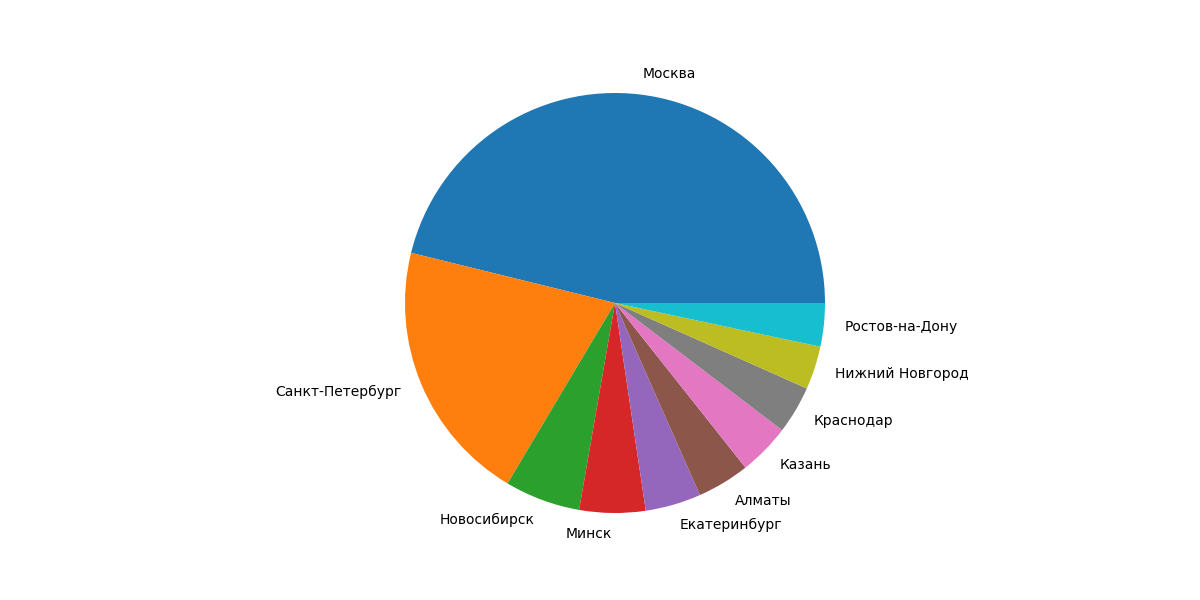 Москва
Санкт-Петербург
Новосибирск
Минск
Екатеринбург
Алматы
Казань
Краснодар
Нижний Новгород
Ростов-на-Дону